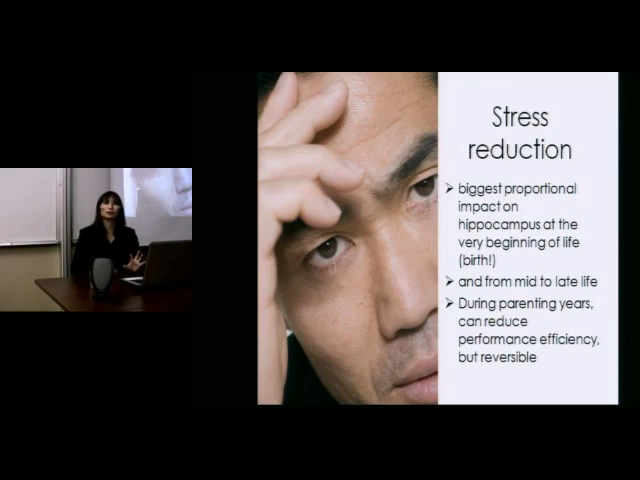 Stress
reduction
biggest proportional
impact on
hippocampus at the
very beginning of life
(birth!)
and from mid to late life
During parenting years,
can reduce
performance efficiency,
but reversible